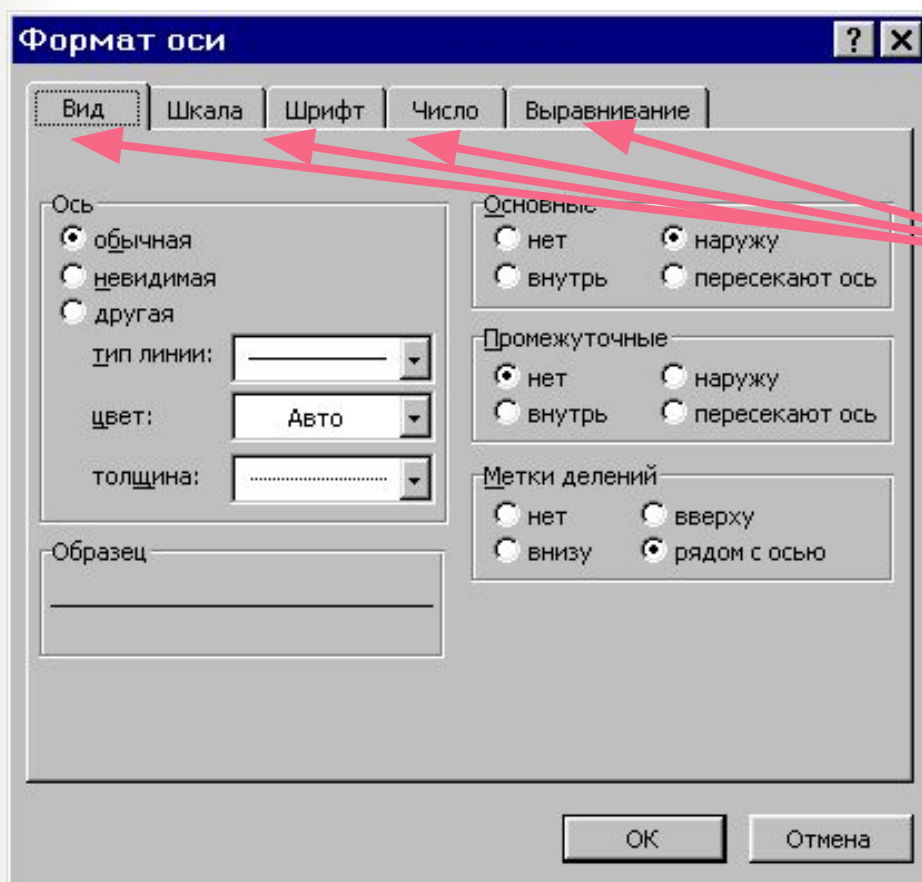 Формат оси
Вид Шкала Шрифт Число Выравнивание
Ось
обычная
невидимая
другая
тип линии:
цвет: Авто
толщина:
Образец
Основные
нет наружу
внутрь пересекают ось
Промежуточные
нет наружу
внутрь пересекают ось
Метки делений
нет вверху
внизу рядом с осью
ОК Отмена